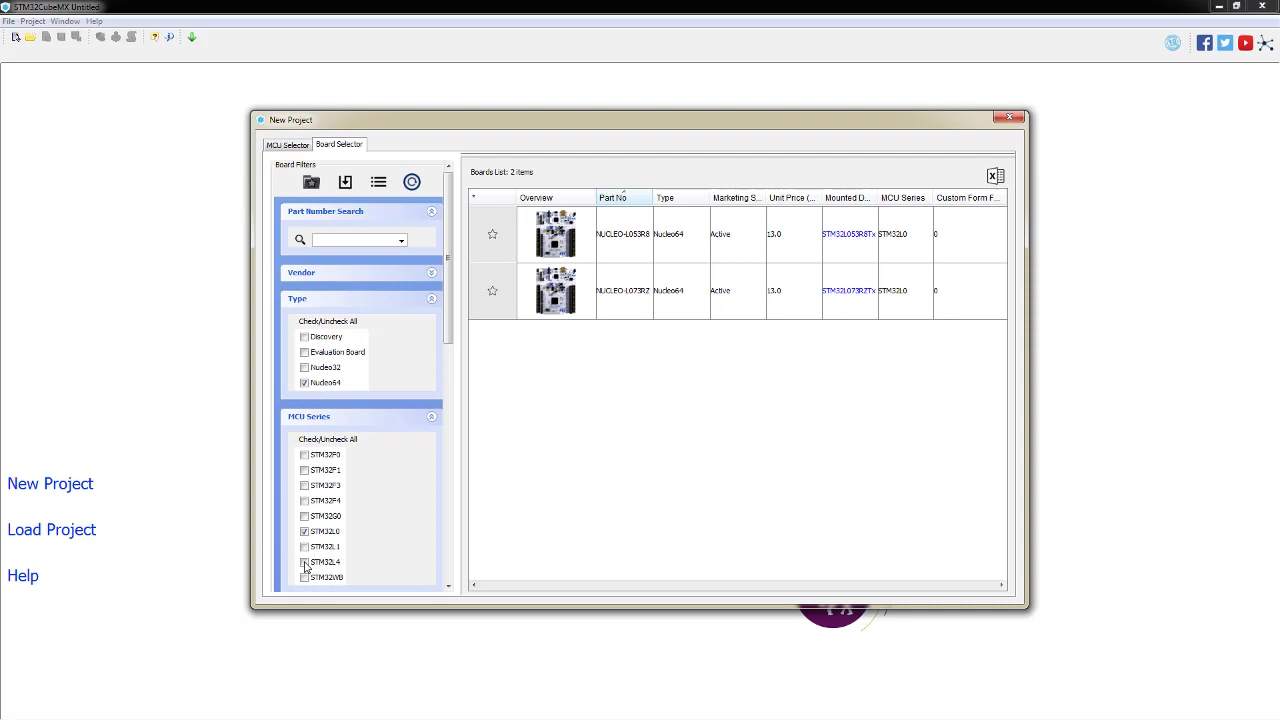 STM32CubeMX Untitled
File Project Window Help
New Project
MCU Selector Board Selector
Board Filters
Part Number Search
Vendor
Type
Check/Uncheck All
Discovery
Evaluation Board
Nucleo32
Nucleo64
MCU Series
Check/Uncheck All
STM32F0
STM32F1
STM32F3
STM32F4
STM32G0
STM32L0
STM32L1
STM32L4
STM32WB
Boards List: 2 items
* Overview Part No Type Marketing S... Unit Price (... Mounted D... MCU Series Custom Form F...
NUCLEO-L053R8 Nucleo64 Active 13.0 STM32L053R8Tx STM32L0 0
NUCLEO-L073RZ Nucleo64 Active 13.0 STM32L073RZTx STM32L0 0
New Project
Load Project
Help